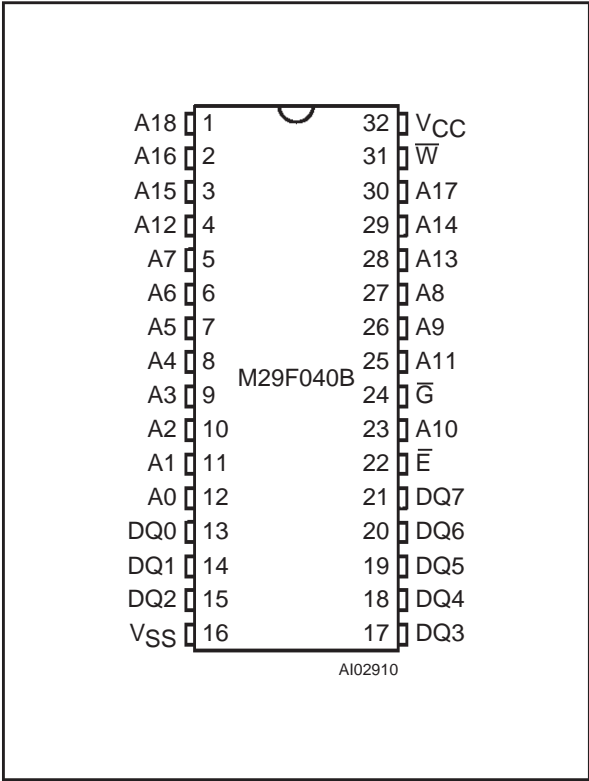 A18 1 32 VCC
A16 2 31 W̅
A15 3 30 A17
A12 4 29 A14
A7 5 28 A13
A6 6 27 A8
A5 7 26 A9
A4 8 25 A11
M29F040B
A3 9 24 G̅
A2 10 23 A10
A1 11 22 E̅
A0 12 21 DQ7
DQ0 13 20 DQ6
DQ1 14 19 DQ5
DQ2 15 18 DQ4
VSS 16 17 DQ3
AI02910